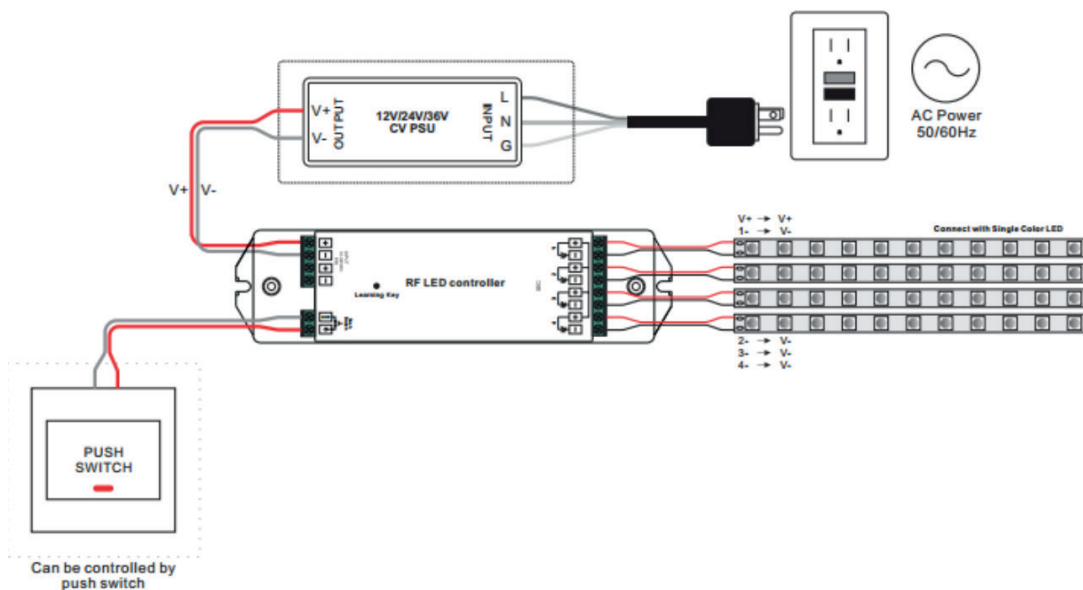 AC Power
50/60Hz
12V/24V/36V
CV PSU
V+
V-
OUTPUT
INPUT
L
N
G
V+
V-
V+ → V+
1- → V-
Connect with Single Color LED
RF LED controller
Learning Key
2- → V-
3- → V-
4- → V-
PUSH
SWITCH
Can be controlled by
push switch